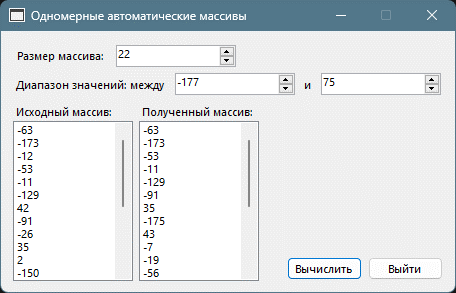 Одномерные автоматические массивы
Размер массива: 22
Диапазон значений: между -177 и 75
Исходный массив: Полученный массив:
-63 -63
-173 -173
-12 -53
-53 -11
-11 -129
-129 -91
42 35
-91 -175
-26 43
35 -7
2 -19
-150 -56
Вычислить Выйти